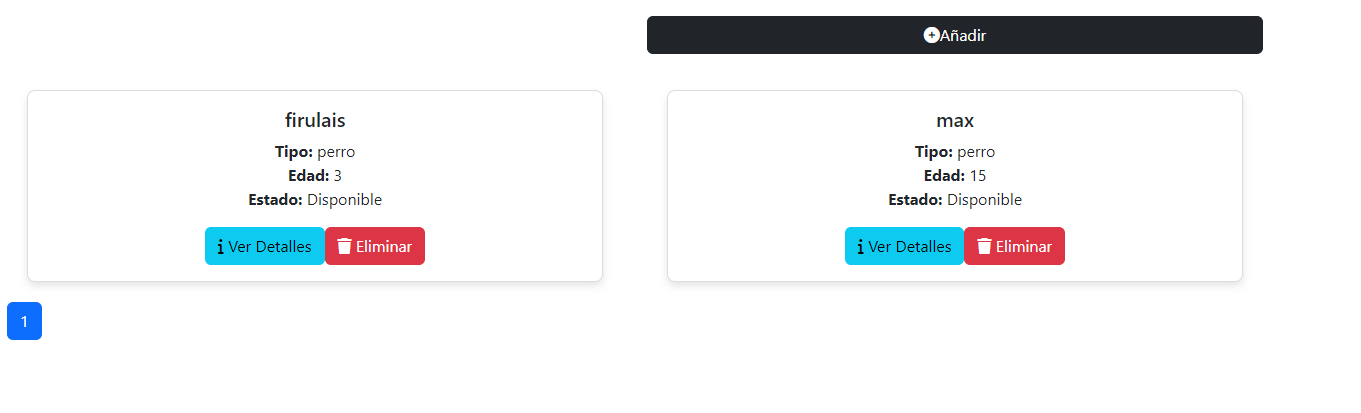 Añadir
firulais
Tipo: perro
Edad: 3
Estado: Disponible
Ver Detalles Eliminar
max
Tipo: perro
Edad: 15
Estado: Disponible
Ver Detalles Eliminar
1